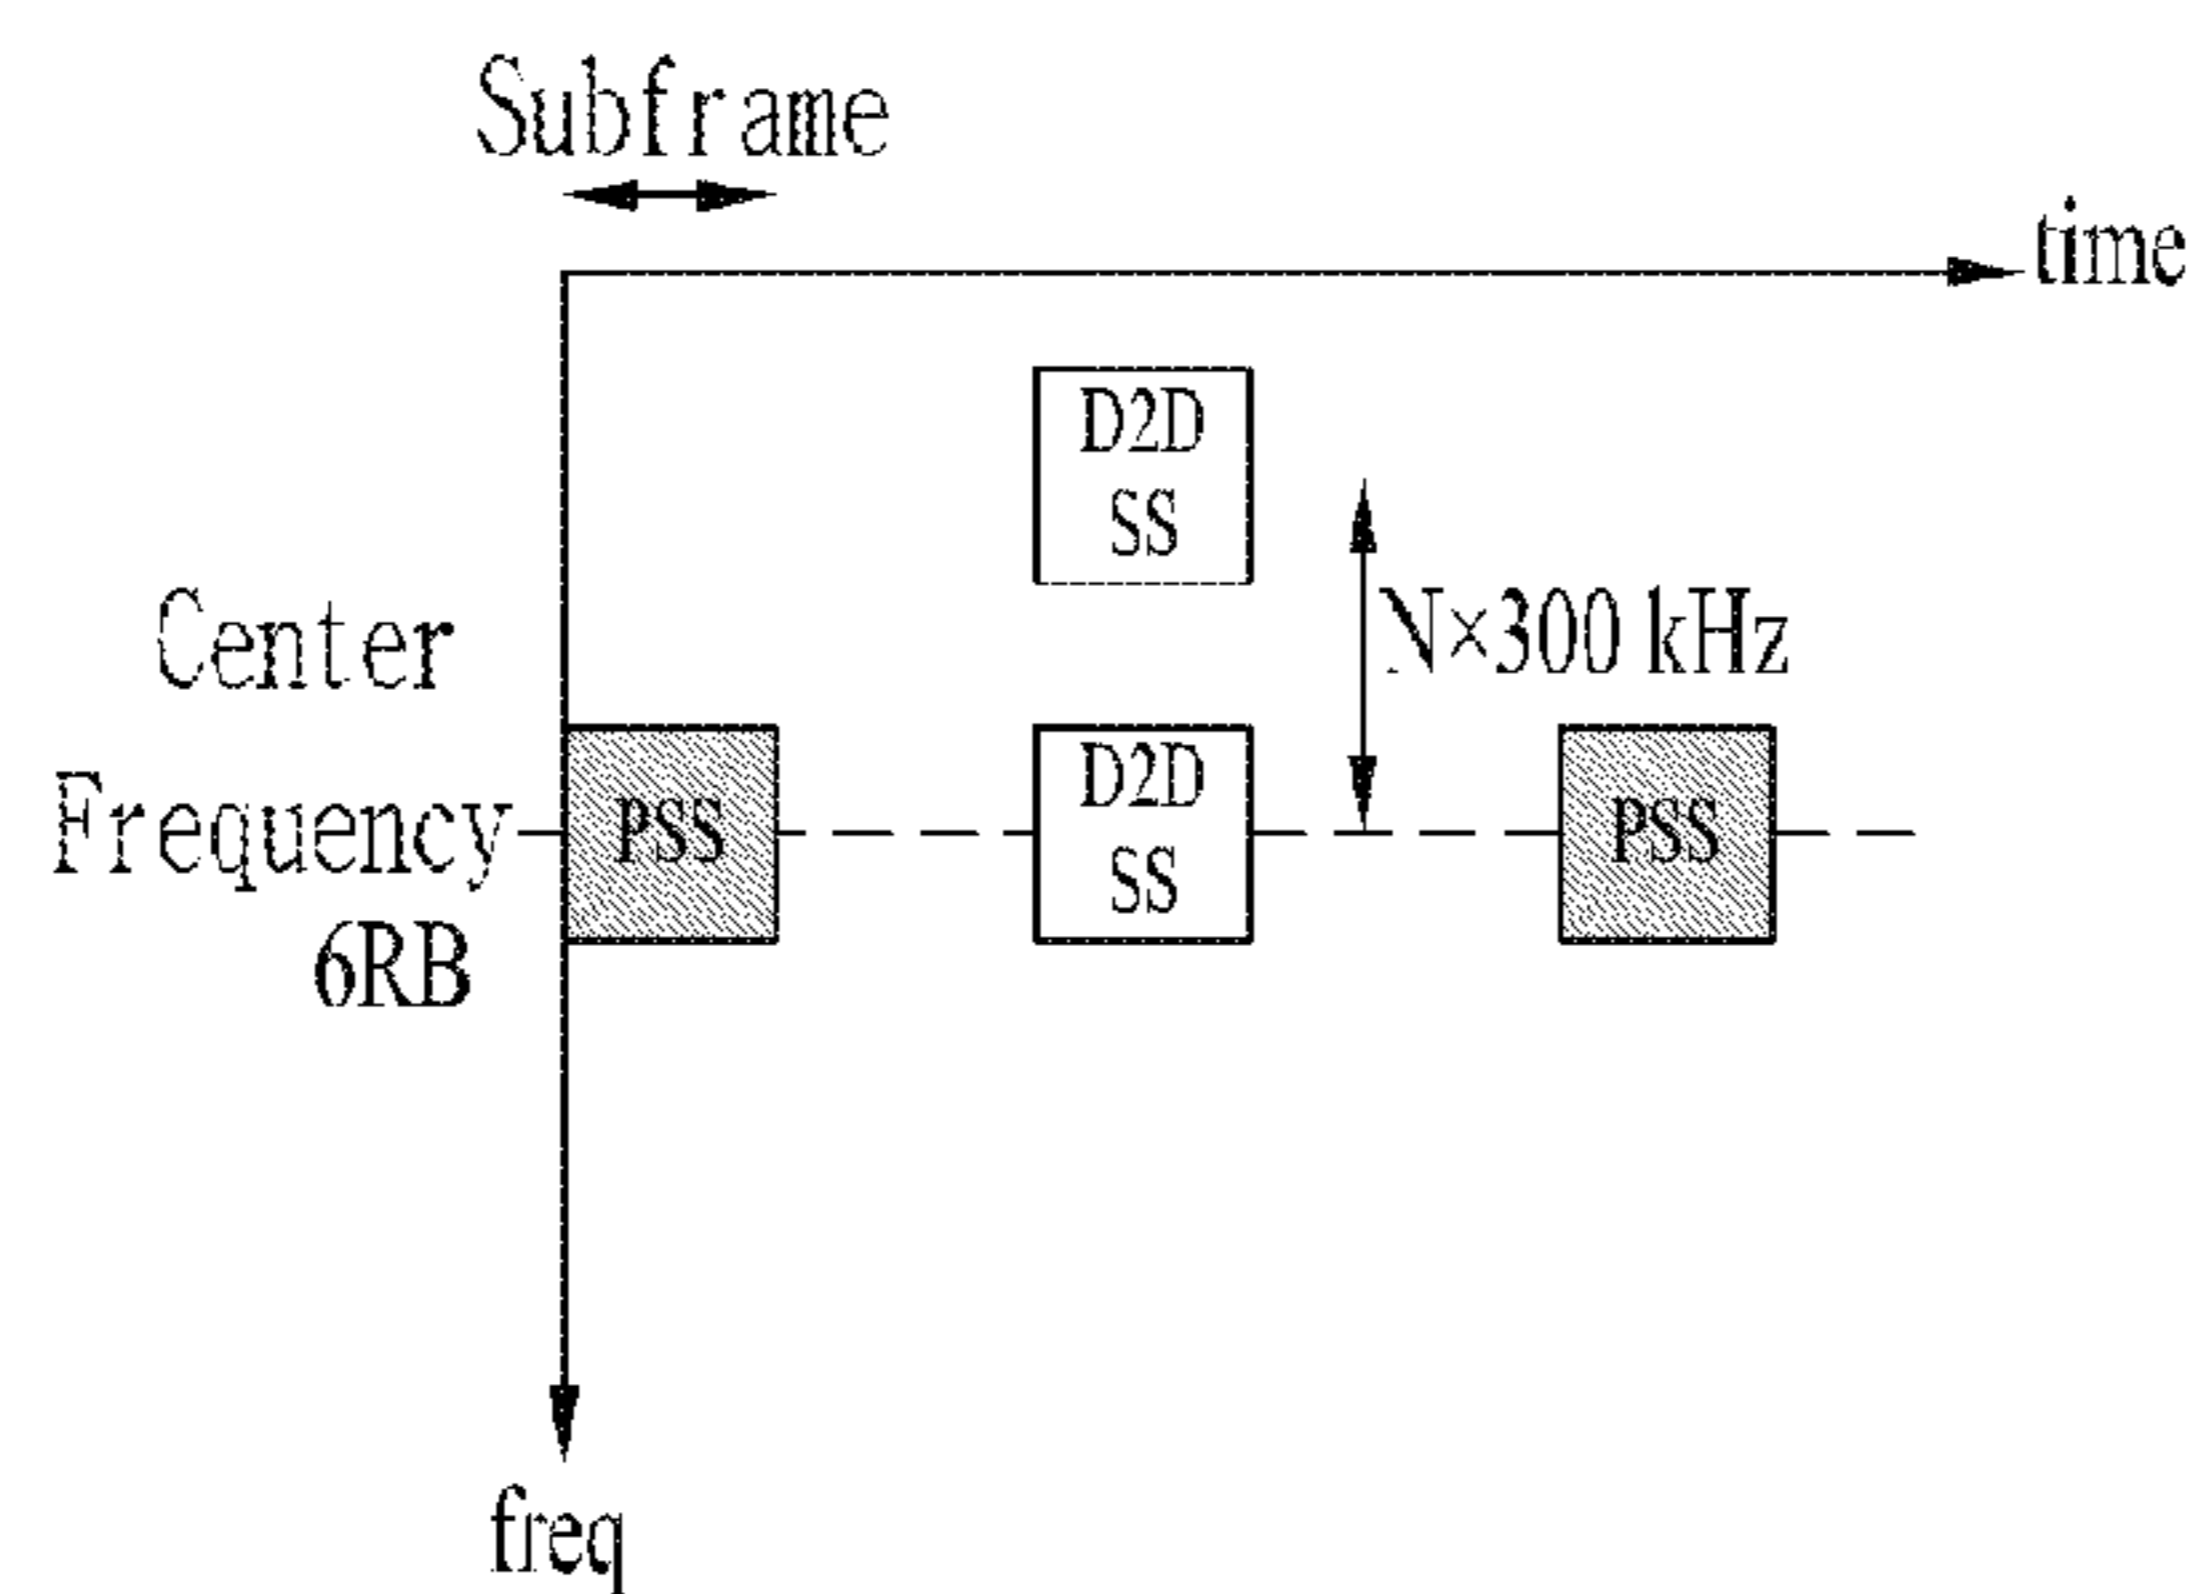 Subframe
time
D2D
SS
N×300 kHz
Center
Frequency
6RB
PSS
D2D
SS
PSS
freq